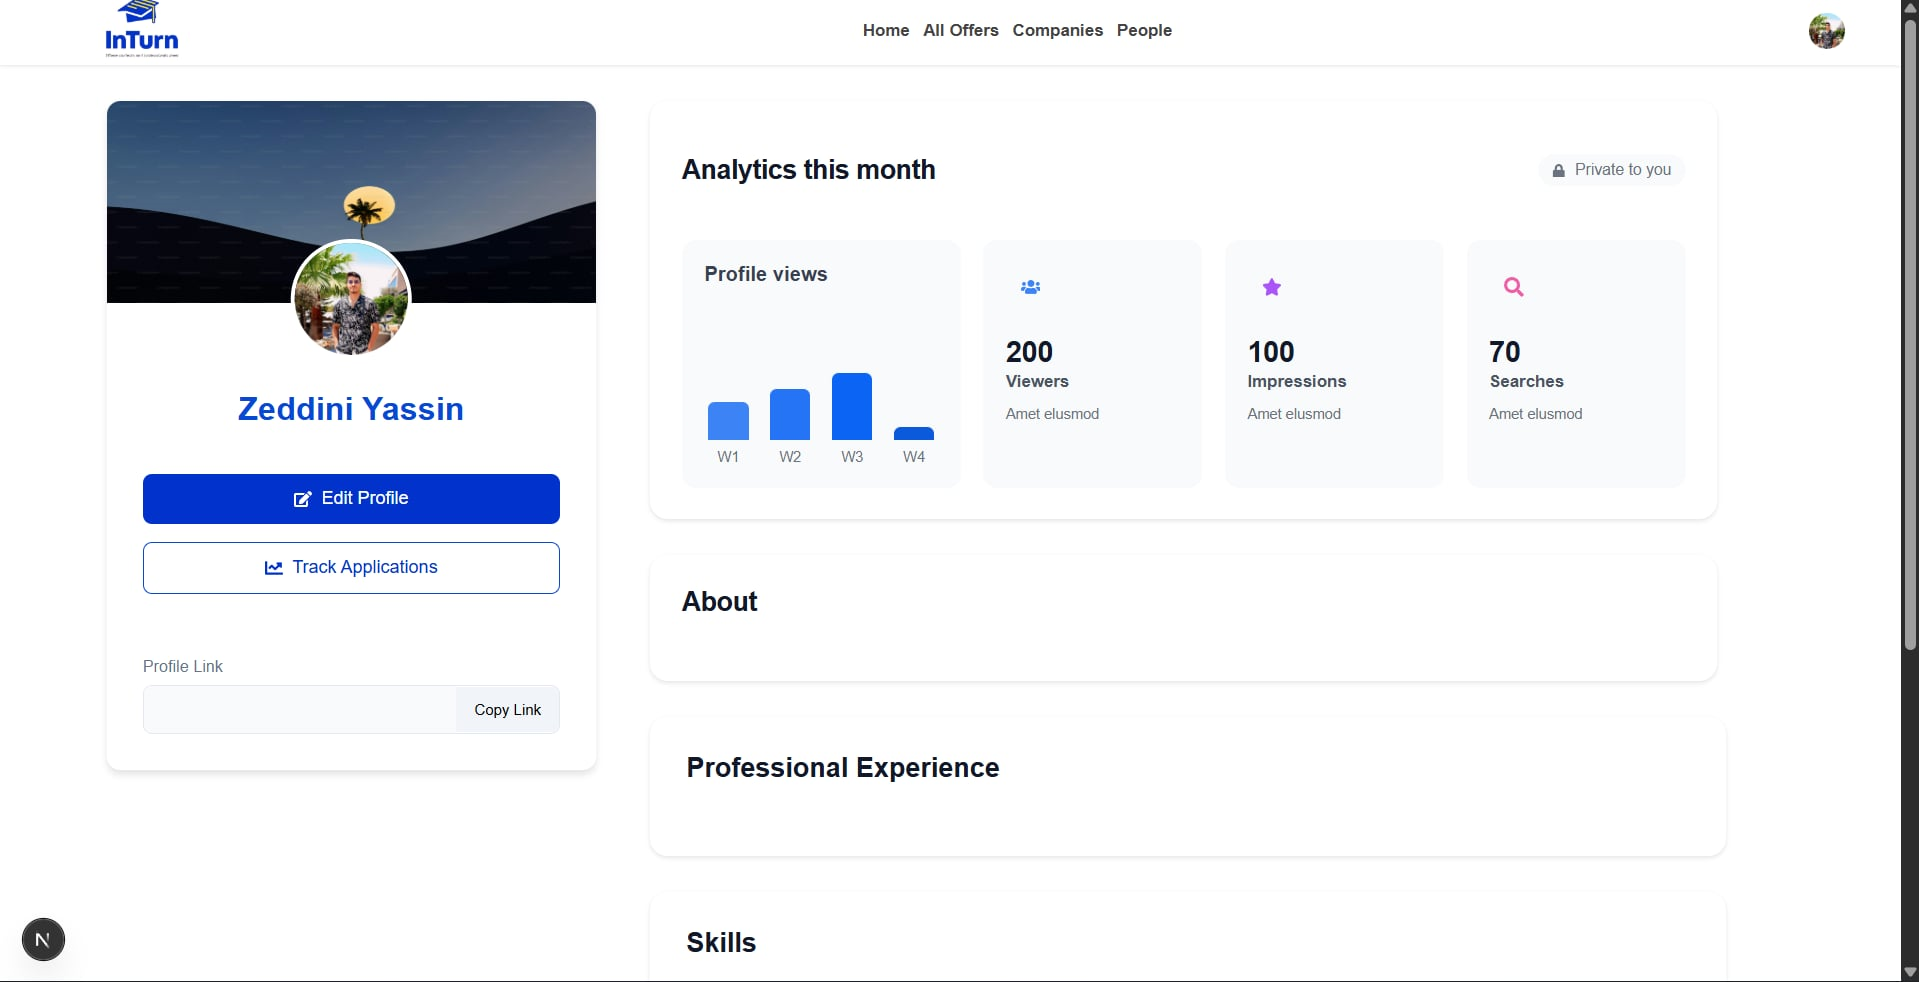 InTurn
Home All Offers Companies People
Zeddini Yassin
Edit Profile
Track Applications
Profile Link
Copy Link
Analytics this month
Private to you
Profile views
W1 W2 W3 W4
200
Viewers
Amet elusmod
100
Impressions
Amet elusmod
70
Searches
Amet elusmod
About
Professional Experience
Skills
N